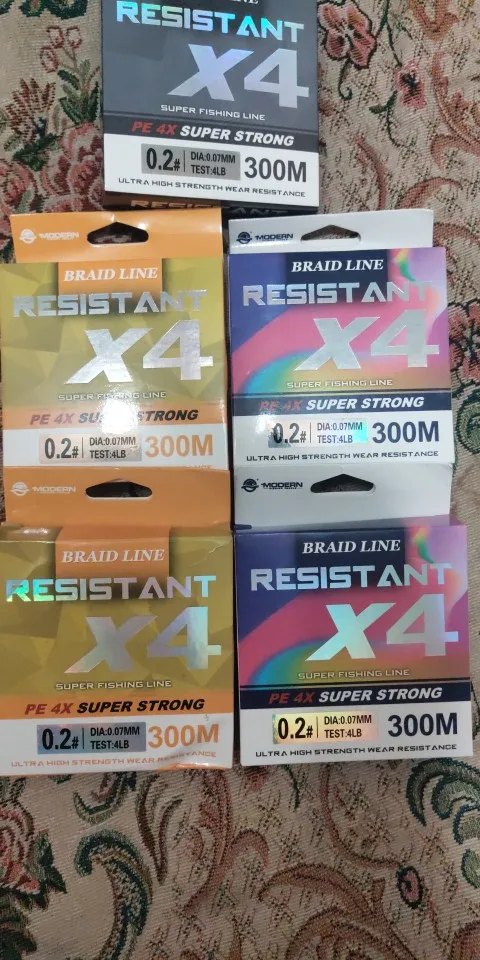 LINE
RESISTANT
X4
SUPER FISHING LINE
PE 4X SUPER STRONG
0.2# DIA:0.07MM TEST:4LB 300M
ULTRA HIGH STRENGTH WEAR RESISTANCE
MODERN
BRAID LINE
RESISTANT
X4
SUPER FISHING LINE
PE 4X SUPER STRONG
0.2# DIA:0.07MM TEST:4LB 300M
MODERN
BRAID LINE
RESISTANT
X4
SUPER FISHING LINE
PE 4X SUPER STRONG
0.2# DIA:0.07MM TEST:4LB 300M
ULTRA HIGH STRENGTH WEAR RESISTANCE
MODERN
BRAID LINE
RESISTANT
X4
SUPER FISHING LINE
PE 4X SUPER STRONG
0.2# DIA:0.07MM TEST:4LB 300M
ULTRA HIGH STRENGTH WEAR RESISTANCE
MODERN
BRAID LINE
RESISTANT
X4
SUPER FISHING LINE
PE 4X SUPER STRONG
0.2# DIA:0.07MM TEST:4LB 300M
ULTRA HIGH STRENGTH WEAR RESISTANCE